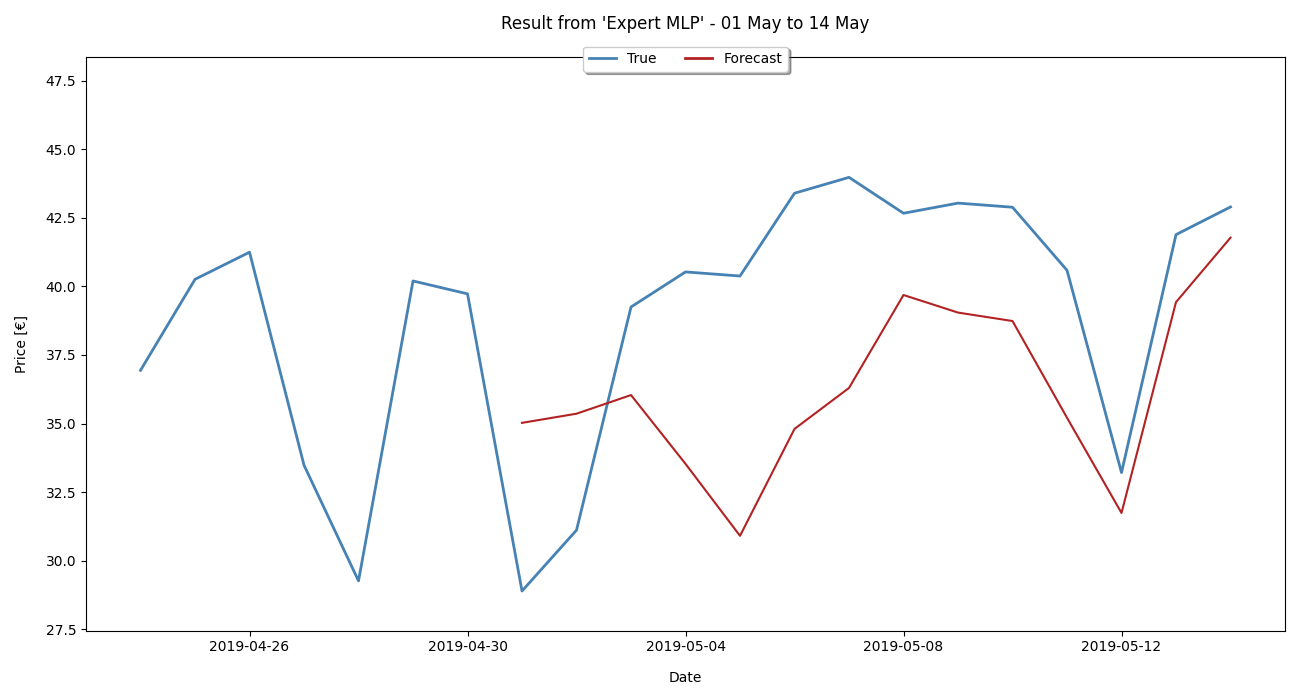 Result from 'Expert MLP' - 01 May to 14 May
True Forecast
47.5
45.0
42.5
40.0
37.5
35.0
32.5
30.0
27.5
Price [€]
2019-04-26 2019-04-30 2019-05-04 2019-05-08 2019-05-12
Date